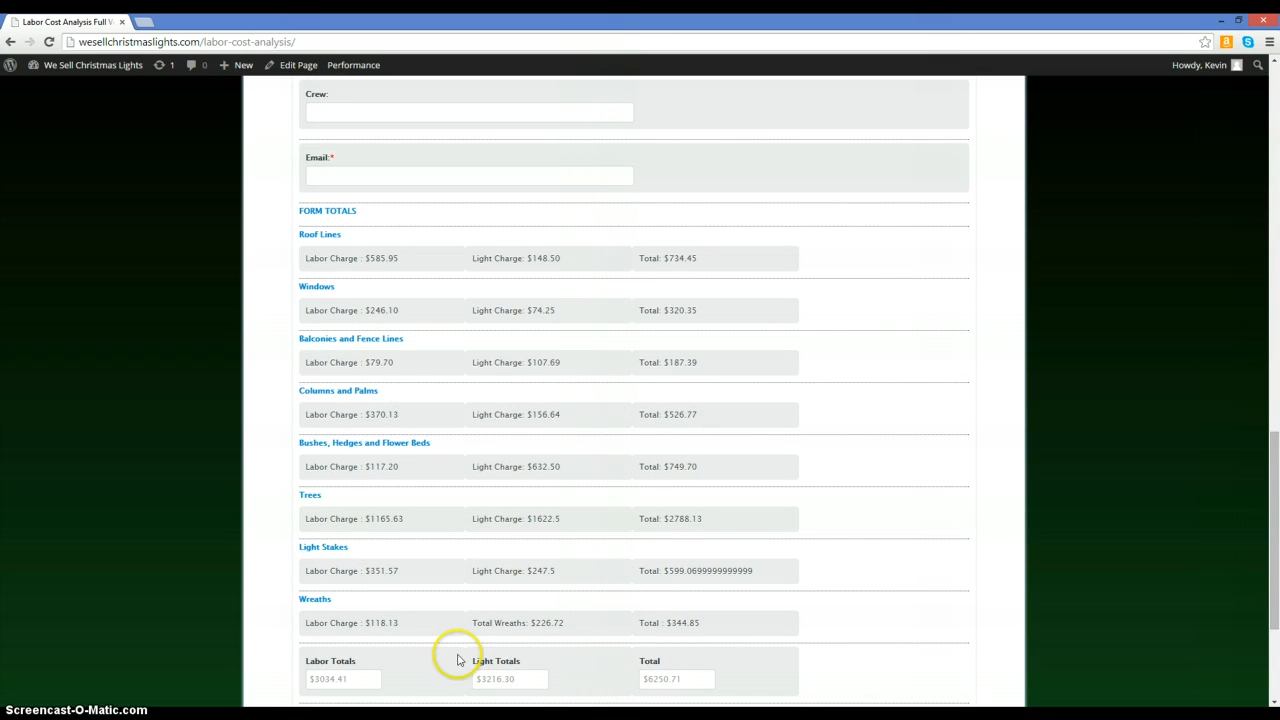 Labor Cost Analysis Full V
wesellchristmaslights.com/labor-cost-analysis/
We Sell Christmas Lights 1 0 New Edit Page Performance Howdy, Kevin
Crew:
Email:*
FORM TOTALS
Roof Lines
Labor Charge : $585.95 Light Charge: $148.50 Total: $734.45
Windows
Labor Charge : $246.10 Light Charge: $74.25 Total: $320.35
Balconies and Fence Lines
Labor Charge : $79.70 Light Charge: $107.69 Total: $187.39
Columns and Palms
Labor Charge : $370.13 Light Charge: $156.64 Total: $526.77
Bushes, Hedges and Flower Beds
Labor Charge : $117.20 Light Charge: $632.50 Total: $749.70
Trees
Labor Charge : $1165.63 Light Charge: $1622.5 Total: $2788.13
Light Stakes
Labor Charge : $351.57 Light Charge: $247.5 Total: $599.0699999999999
Wreaths
Labor Charge : $118.13 Total Wreaths: $226.72 Total : $344.85
Labor Totals Light Totals Total
$3034.41 $3216.30 $6250.71
Screencast-O-Matic.com